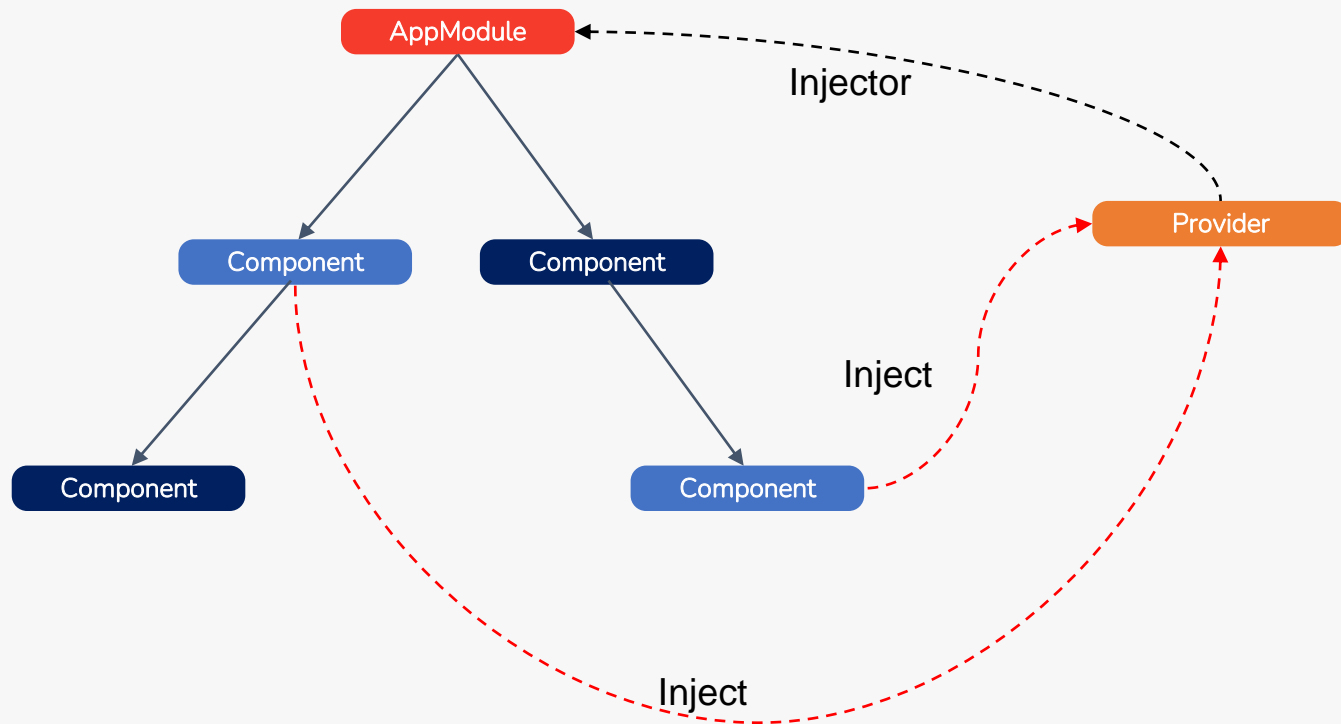 AppModule
Injector
Provider
Component
Component
Inject
Component
Component
Inject